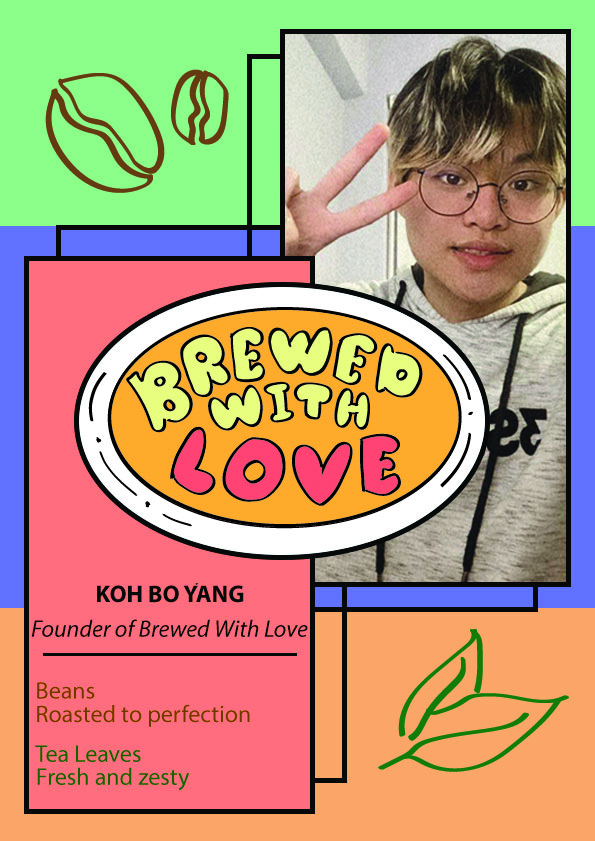 BREWED
WITH
LOVE
KOH BO YANG
Founder of Brewed With Love
Beans
Roasted to perfection
Tea Leaves
Fresh and zesty